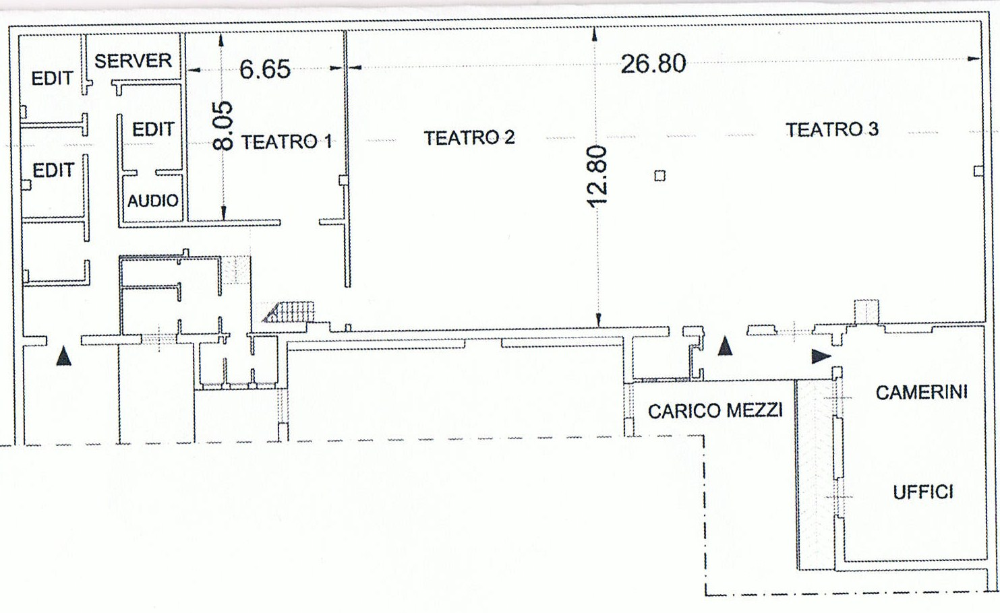 SERVER
EDIT
6.65
26.80
EDIT
8.05
TEATRO 1
TEATRO 2
TEATRO 3
EDIT
12.80
AUDIO
CAMERINI
CARICO MEZZI
UFFICI